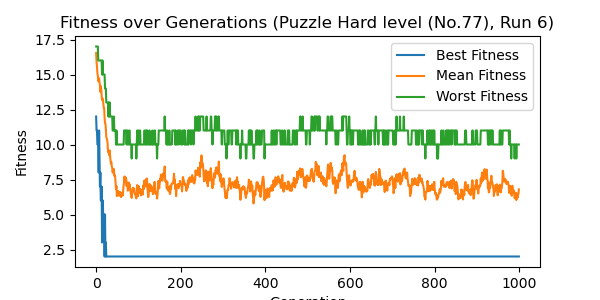 Fitness over Generations (Puzzle Hard level (No.77), Run 6)
17.5
15.0
12.5
10.0
7.5
5.0
2.5
Fitness
Best Fitness
Mean Fitness
Worst Fitness
0 200 400 600 800 1000
Generation